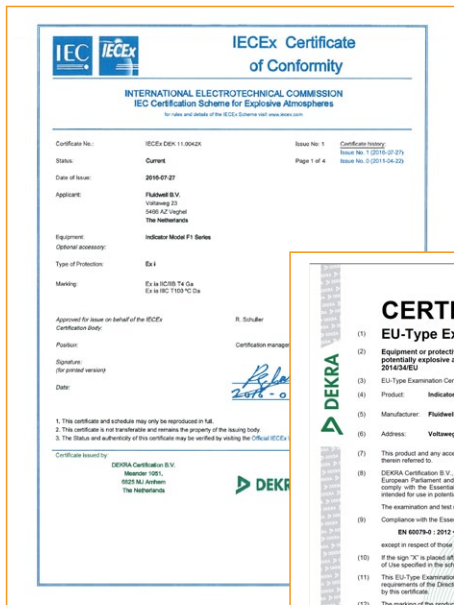 IEC IECEx
IECEx Certificate
of Conformity
INTERNATIONAL ELECTROTECHNICAL COMMISSION
IEC Certification Scheme for Explosive Atmospheres
for rules and details of the IECEx Scheme visit www.iecex.com
Certificate No.: IECEx DEK 11.0042X Issue No: 1 Certificate history:
Issue No. 1 (2016-07-27)
Status: Current Page 1 of 4 Issue No. 0 (2011-04-22)
Date of Issue: 2016-07-27
Applicant: Fluidwell B.V.
Voltaweg 23
5466 AZ Veghel
The Netherlands
Equipment: Indicator Model F1 Series
Optional accessory:
Type of Protection: Ex i
Marking: Ex ia IIC/IIB T4 Ga
Ex ia IIIC T100 °C Da
Approved for issue on behalf of the IECEx R. Schuller
Certification Body:
Position: Certification manager
Signature:
(for printed version)
Date: 2016-0
1. This certificate and schedule may only be reproduced in full.
2. This certificate is not transferable and remains the property of the issuing body.
3. The Status and authenticity of this certificate may be verified by visiting the Official IECEx
Certificate issued by:
DEKRA Certification B.V.
Meander 1051,
6825 MJ Arnhem
The Netherlands
DEKR
DEKRA
CERTI
(1) EU-Type Ex
(2) Equipment or protecti
potentially explosive a
2014/34/EU
(3) EU-Type Examination Cer
(4) Product: Indicator
(5) Manufacturer: Fluidwell
(6) Address: Voltaweg
(7) This product and any acce
therein referred to.
(8) DEKRA Certification B.V.,
European Parliament and
comply with the Essential
intended for use in potenti
The examination and test r
(9) Compliance with the Esse
EN 60079-0 : 2012 +
except in respect of those
(10) If the sign "X" is placed aft
of Use specified in the sch
(11) This EU-Type Examination
requirements of the Directi
by this certificate.
(12) The marking of the product